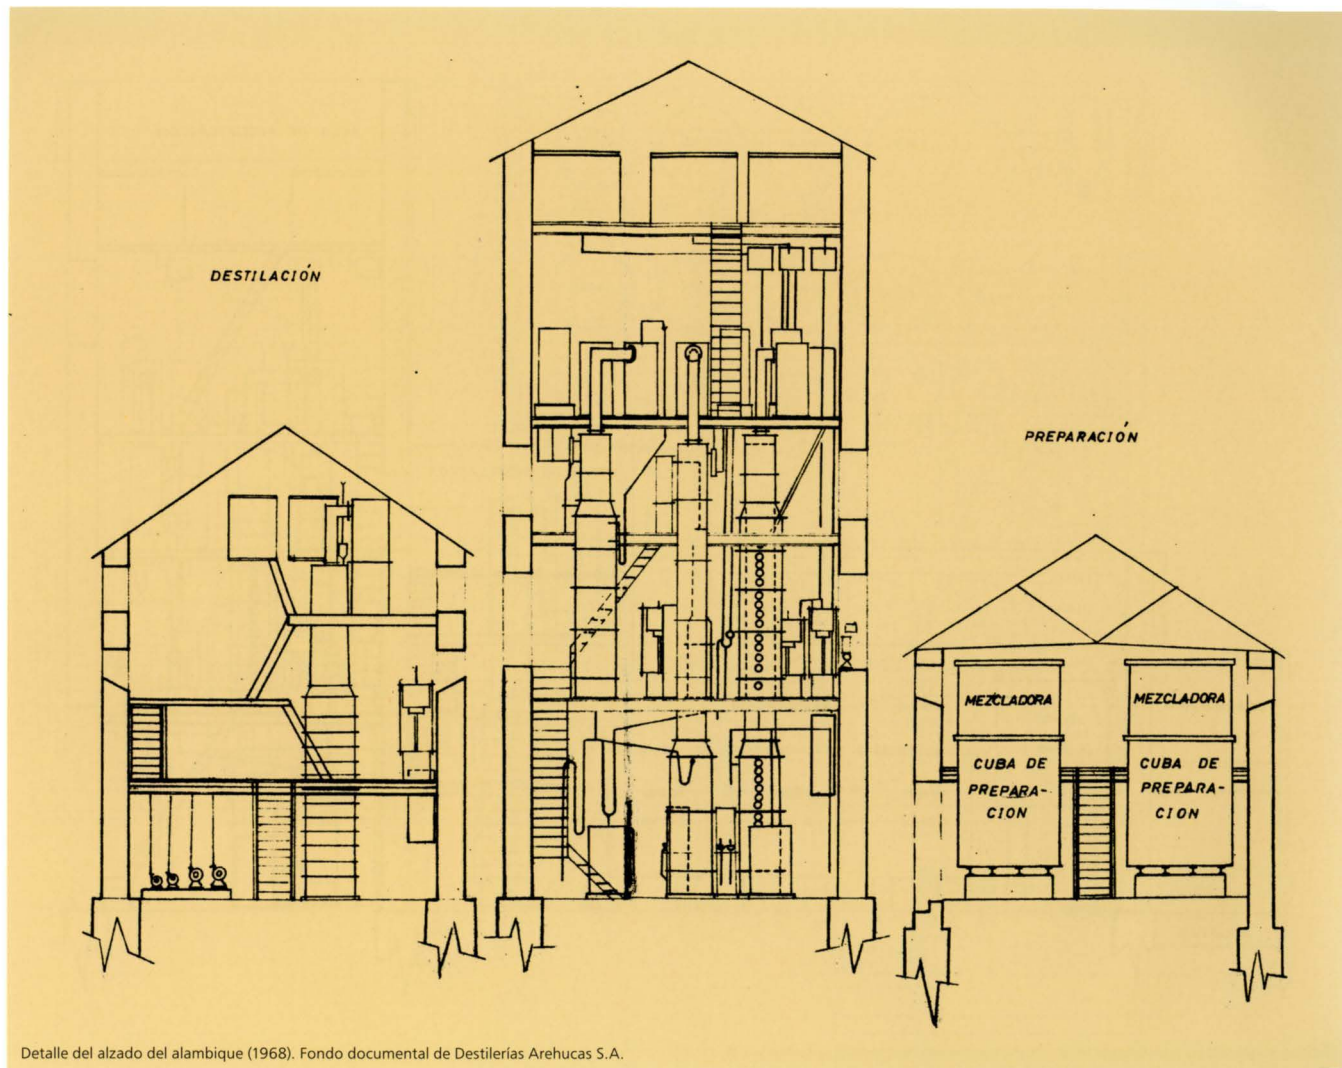 DESTILACIÓN
PREPARACIÓN
MEZCLADORA
CUBA DE
PREPARA-
CION
MEZCLADORA
CUBA DE
PREPARA-
CION
Detalle del alzado del alambique (1968). Fondo documental de Destilerías Arehucas S.A.